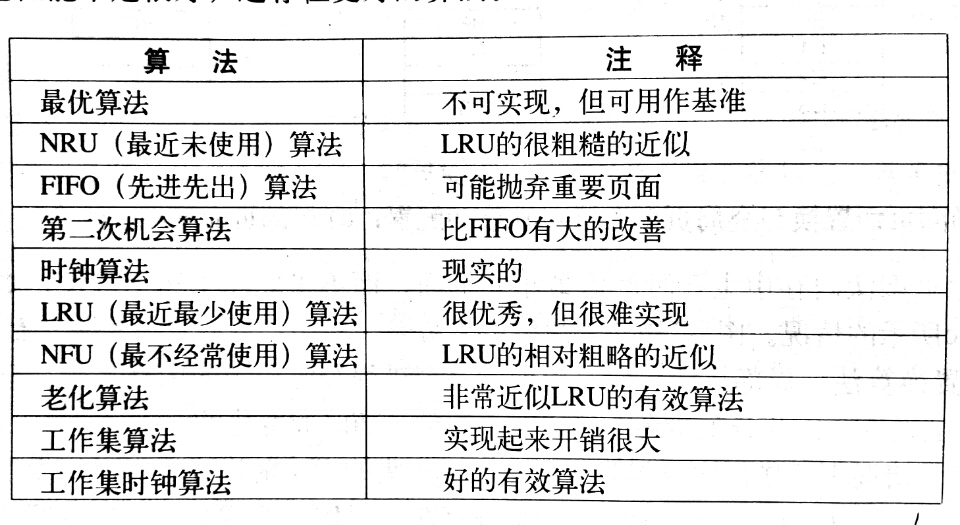 算 法 注 释
最优算法 不可实现，但可用作基准
NRU（最近未使用）算法 LRU的很粗糙的近似
FIFO（先进先出）算法 可能抛弃重要页面
第二次机会算法 比FIFO有大的改善
时钟算法 现实的
LRU（最近最少使用）算法 很优秀，但很难实现
NFU（最不经常使用）算法 LRU的相对粗略的近似
老化算法 非常近似LRU的有效算法
工作集算法 实现起来开销很大
工作集时钟算法 好的有效算法